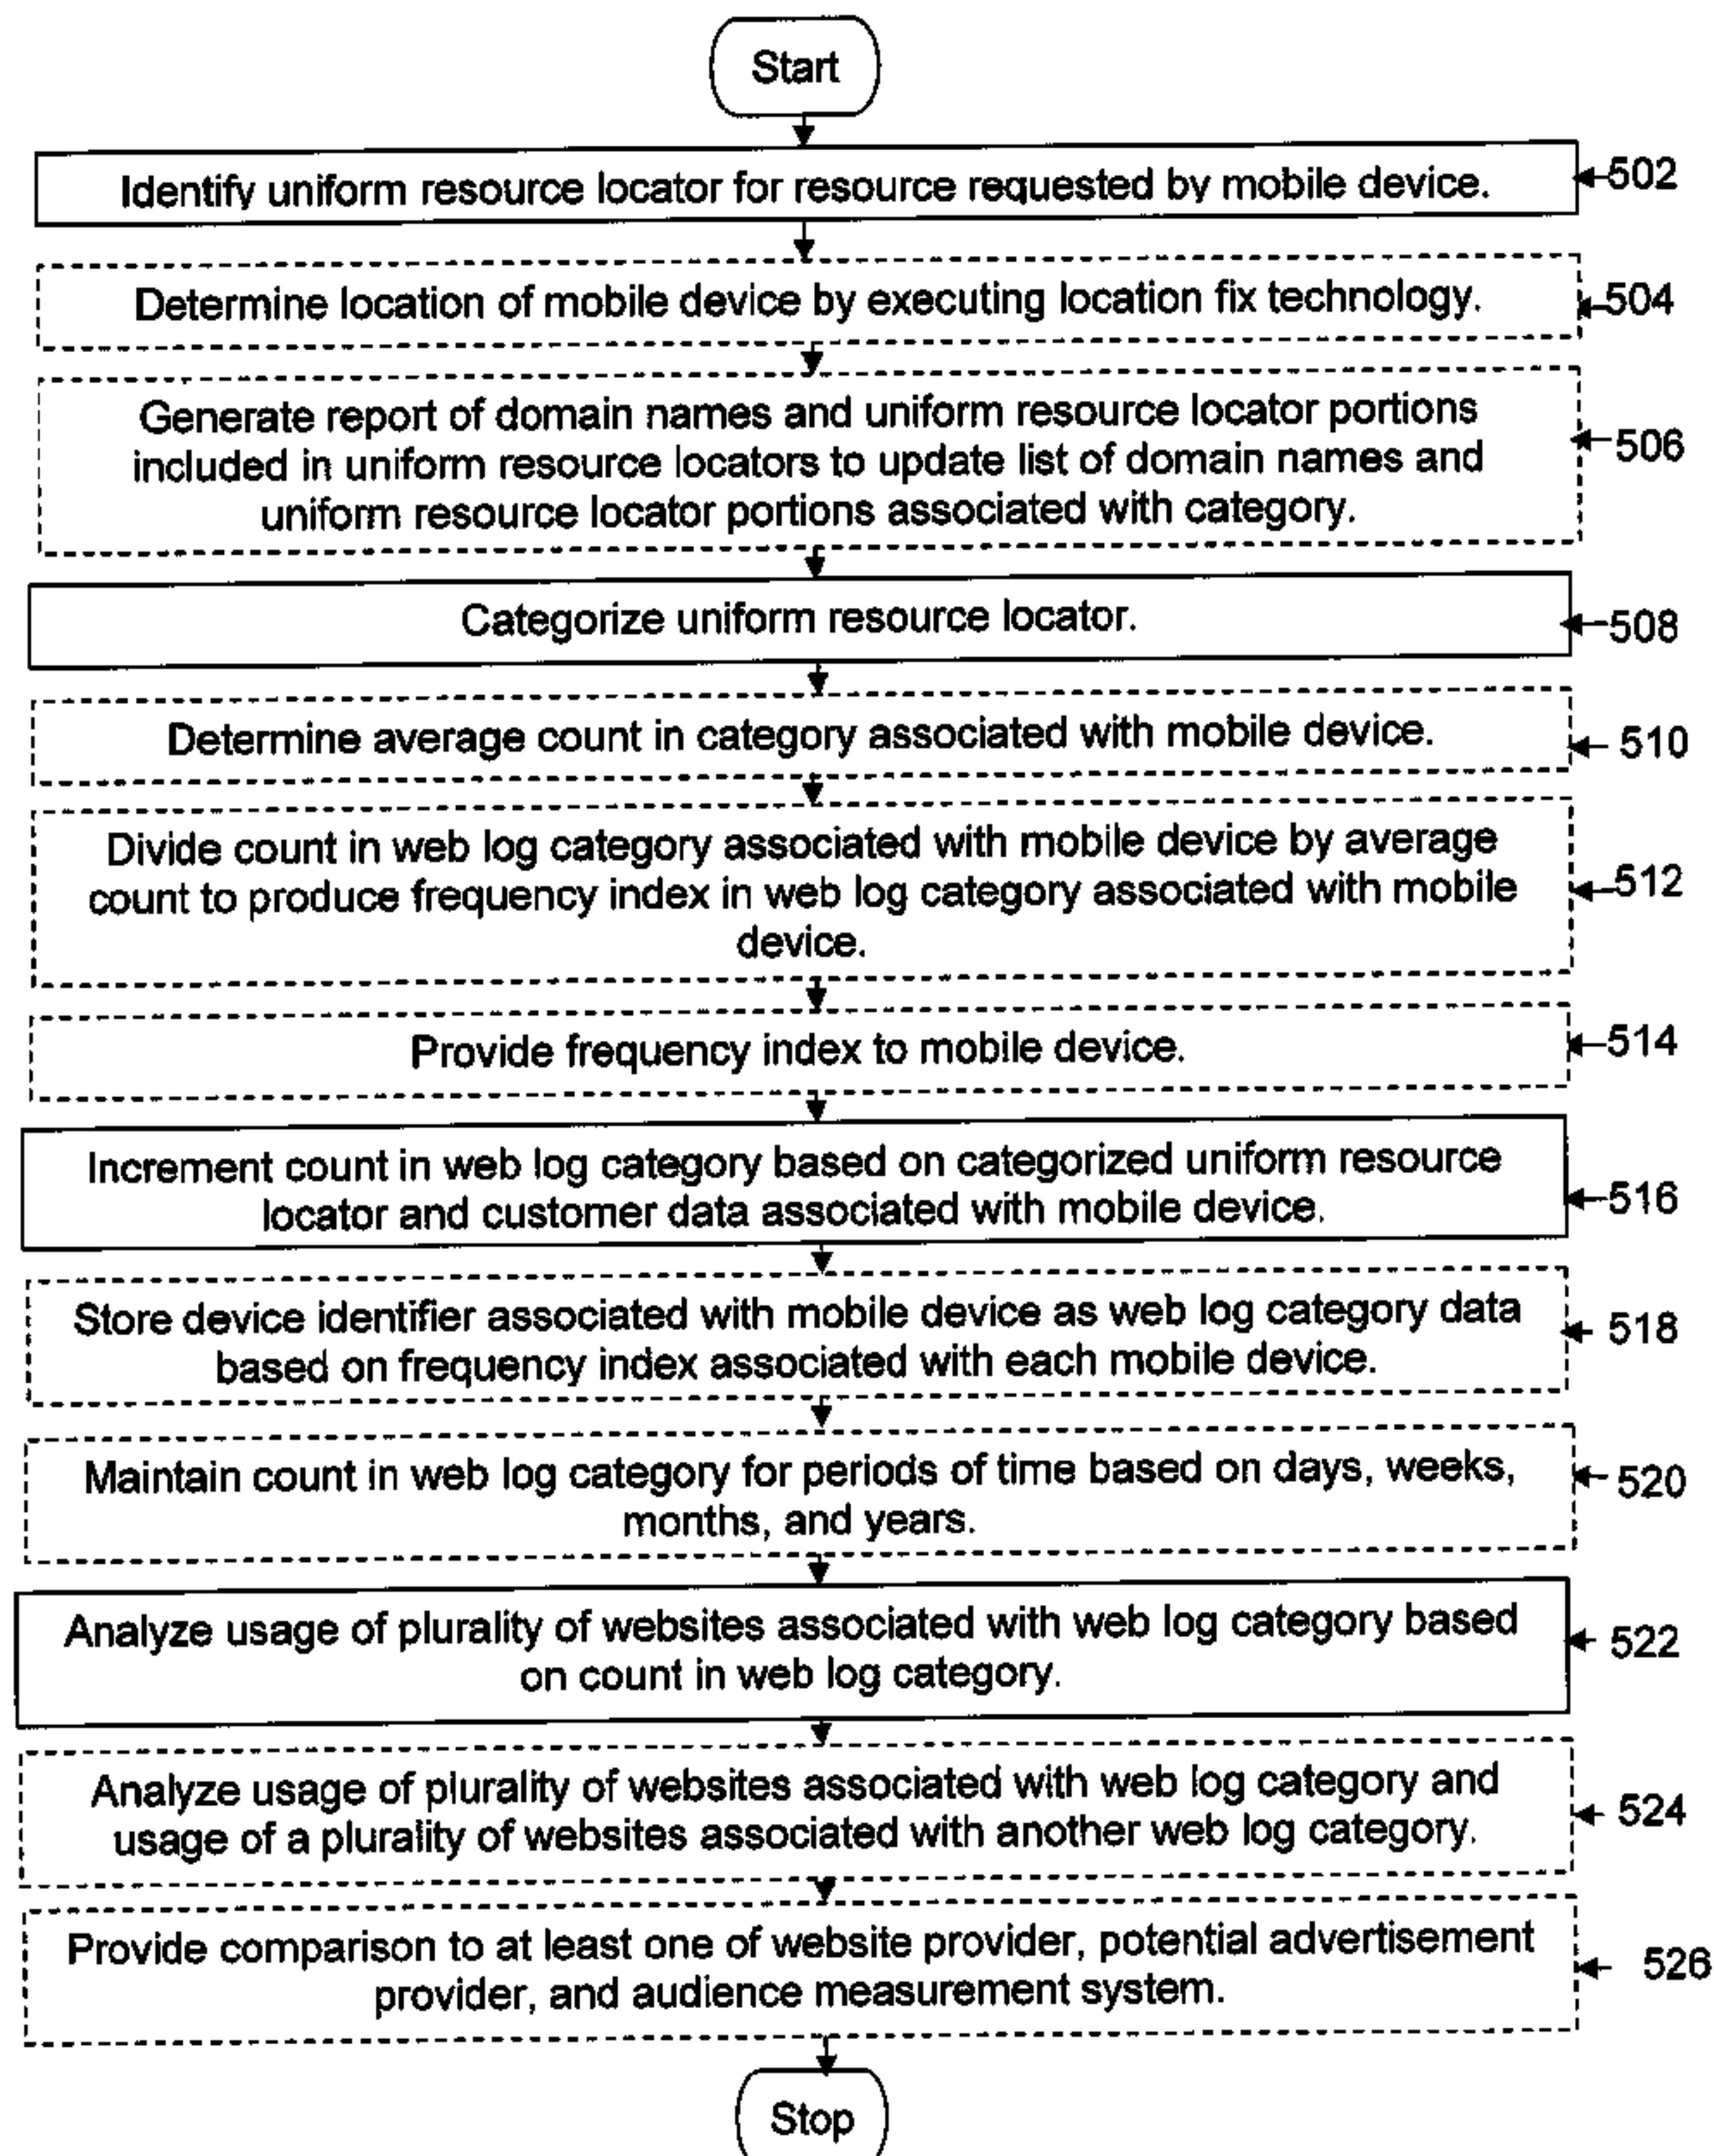 Start
Identify uniform resource locator for resource requested by mobile device.
502
Determine location of mobile device by executing location fix technology.
504
Generate report of domain names and uniform resource locator portions
included in uniform resource locators to update list of domain names and
uniform resource locator portions associated with category.
506
Categorize uniform resource locator.
508
Determine average count in category associated with mobile device.
510
Divide count in web log category associated with mobile device by average
count to produce frequency index in web log category associated with mobile
device.
512
Provide frequency index to mobile device.
514
Increment count in web log category based on categorized uniform resource
locator and customer data associated with mobile device.
516
Store device identifier associated with mobile device as web log category data
based on frequency index associated with each mobile device.
518
Maintain count in web log category for periods of time based on days, weeks,
months, and years.
520
Analyze usage of plurality of websites associated with web log category based
on count in web log category.
522
Analyze usage of plurality of websites associated with web log category and
usage of a plurality of websites associated with another web log category.
524
Provide comparison to at least one of website provider, potential advertisement
provider, and audience measurement system.
526
Stop